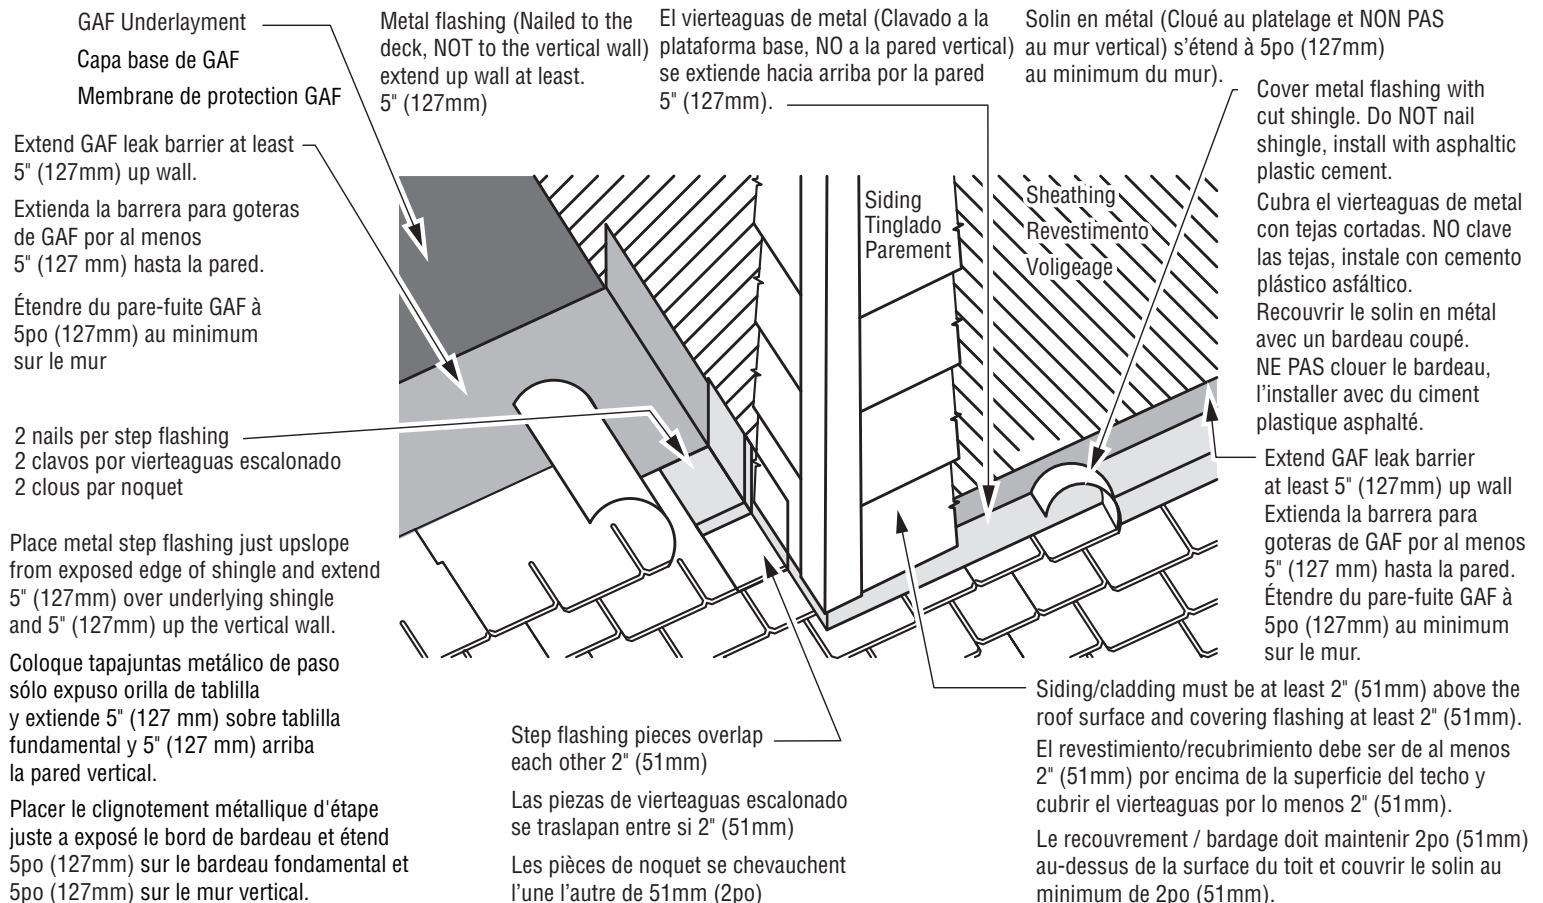 GAF Underlayment
Capa base de GAF
Membrane de protection GAF
Metal flashing (Nailed to the
deck, NOT to the vertical wall)
extend up wall at least.
5" (127mm)
El vierteaguas de metal (Clavado a la
plataforma base, NO a la pared vertical)
se extiende hacia arriba por la pared
5" (127mm).
Solin en métal (Cloué au platelage et NON PAS
au mur vertical) s’étend à 5po (127mm)
au minimum du mur).
Cover metal flashing with
cut shingle. Do NOT nail
shingle, install with asphaltic
plastic cement.
Cubra el vierteaguas de metal
con tejas cortadas. NO clave
las tejas, instale con cemento
plástico asfáltico.
Recouvrir le solin en métal
avec un bardeau coupé.
NE PAS clouer le bardeau,
l’installer avec du ciment
plastique asphalté.
Extend GAF leak barrier at least
5" (127mm) up wall.
Extienda la barrera para goteras
de GAF por al menos
5" (127 mm) hasta la pared.
Étendre du pare-fuite GAF à
5po (127mm) au minimum
sur le mur
Siding
Tinglado
Parement
Sheathing
Revestimento
Voligeage
2 nails per step flashing
2 clavos por vierteaguas escalonado
2 clous par noquet
Extend GAF leak barrier
at least 5" (127mm) up wall
Extienda la barrera para
goteras de GAF por al menos
5" (127 mm) hasta la pared.
Étendre du pare-fuite GAF à
5po (127mm) au minimum
sur le mur.
Place metal step flashing just upslope
from exposed edge of shingle and extend
5" (127mm) over underlying shingle
and 5" (127mm) up the vertical wall.
Coloque tapajuntas metálico de paso
sólo expuso orilla de tablilla
y extiende 5" (127 mm) sobre tablilla
fundamental y 5" (127 mm) arriba
la pared vertical.
Placer le clignotement métallique d'étape
juste a exposé le bord de bardeau et étend
5po (127mm) sur le bardeau fondamental et
5po (127mm) sur le mur vertical.
Step flashing pieces overlap
each other 2" (51mm)
Las piezas de vierteaguas escalonado
se traslapan entre si 2" (51mm)
Les pièces de noquet se chevauchent
l’une l’autre de 51mm (2po)
Siding/cladding must be at least 2" (51mm) above the
roof surface and covering flashing at least 2" (51mm).
El revestimiento/recubrimiento debe ser de al menos
2" (51mm) por encima de la superficie del techo y
cubrir el vierteaguas por lo menos 2" (51mm).
Le recouvrement / bardage doit maintenir 2po (51mm)
au-dessus de la surface du toit et couvrir le solin au
minimum de 2po (51mm).